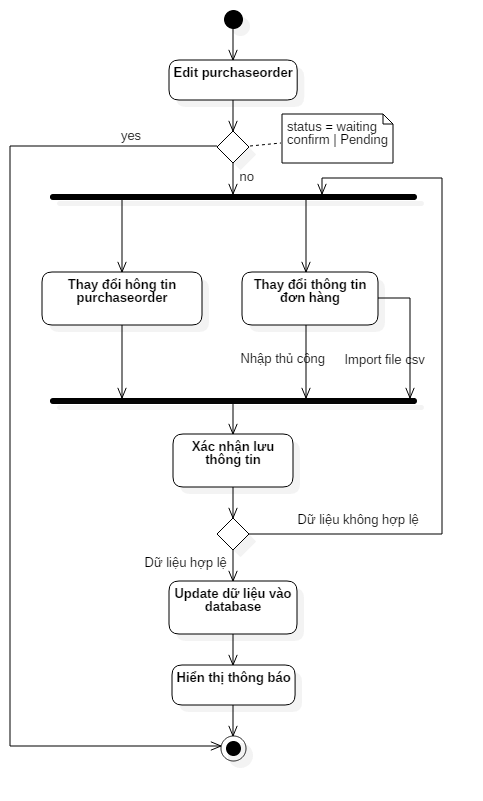 Edit purchaseorder
status = waiting
confirm | Pending
yes
no
Thay đổi hông tin
purchaseorder
Thay đổi thông tin
đơn hàng
Nhập thủ công
Import file csv
Xác nhận lưu
thông tin
Dữ liệu không hợp lệ
Dữ liệu hợp lệ
Update dữ liệu vào
database
Hiển thị thông báo